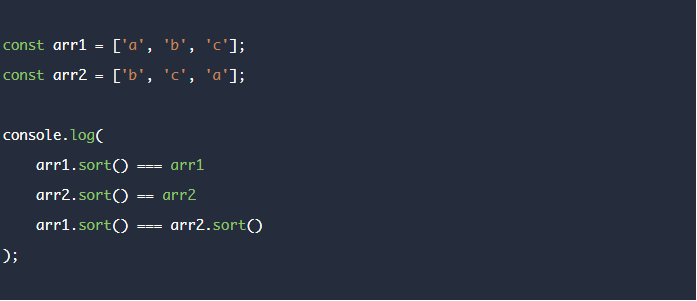 const arr1 = ['a', 'b', 'c'];
const arr2 = ['b', 'c', 'a'];
console.log(
    arr1.sort() === arr1
    arr2.sort() == arr2
    arr1.sort() === arr2.sort()
);